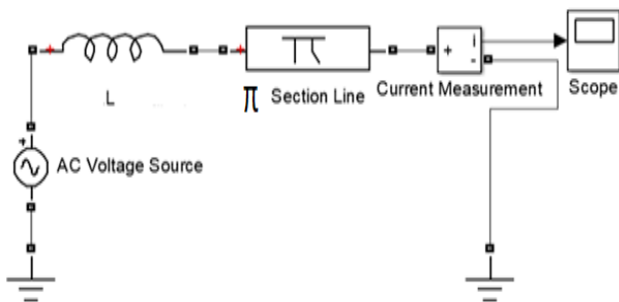 L
π Section Line
Current Measurement
Scope
AC Voltage Source
+
i
-
+